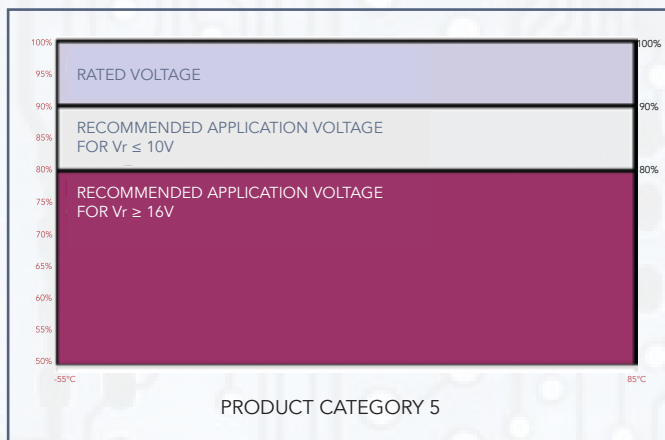 100%
100%
95%
RATED VOLTAGE
90%
90%
RECOMMENDED APPLICATION VOLTAGE
FOR Vr ≤ 10V
85%
80%
80%
RECOMMENDED APPLICATION VOLTAGE
FOR Vr ≥ 16V
75%
70%
65%
60%
55%
50%
-55°C
85°C
PRODUCT CATEGORY 5